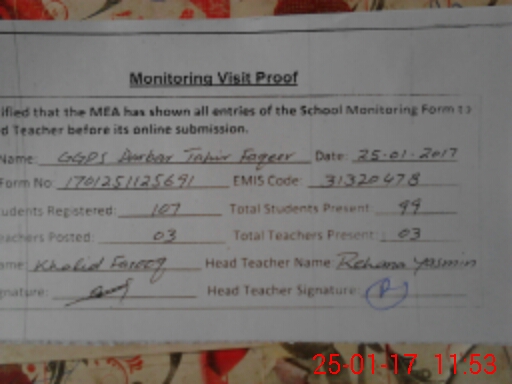 Monitoring Visit Proof
ified that the MEA has shown all entries of the School Monitoring Form to
d Teacher before its online submission.
Name: GGPS Darbar Tahir Faqeer Date: 25-01-2017
Form No: 1701251125691 EMIS Code: 31320478
udents Registered: 107 Total Students Present: 99
eachers Posted: 03 Total Teachers Present: 03
ame: Khalid Farooq Head Teacher Name: Rehana Yasmin
gnature: Head Teacher Signature:
25-01-17 11:53